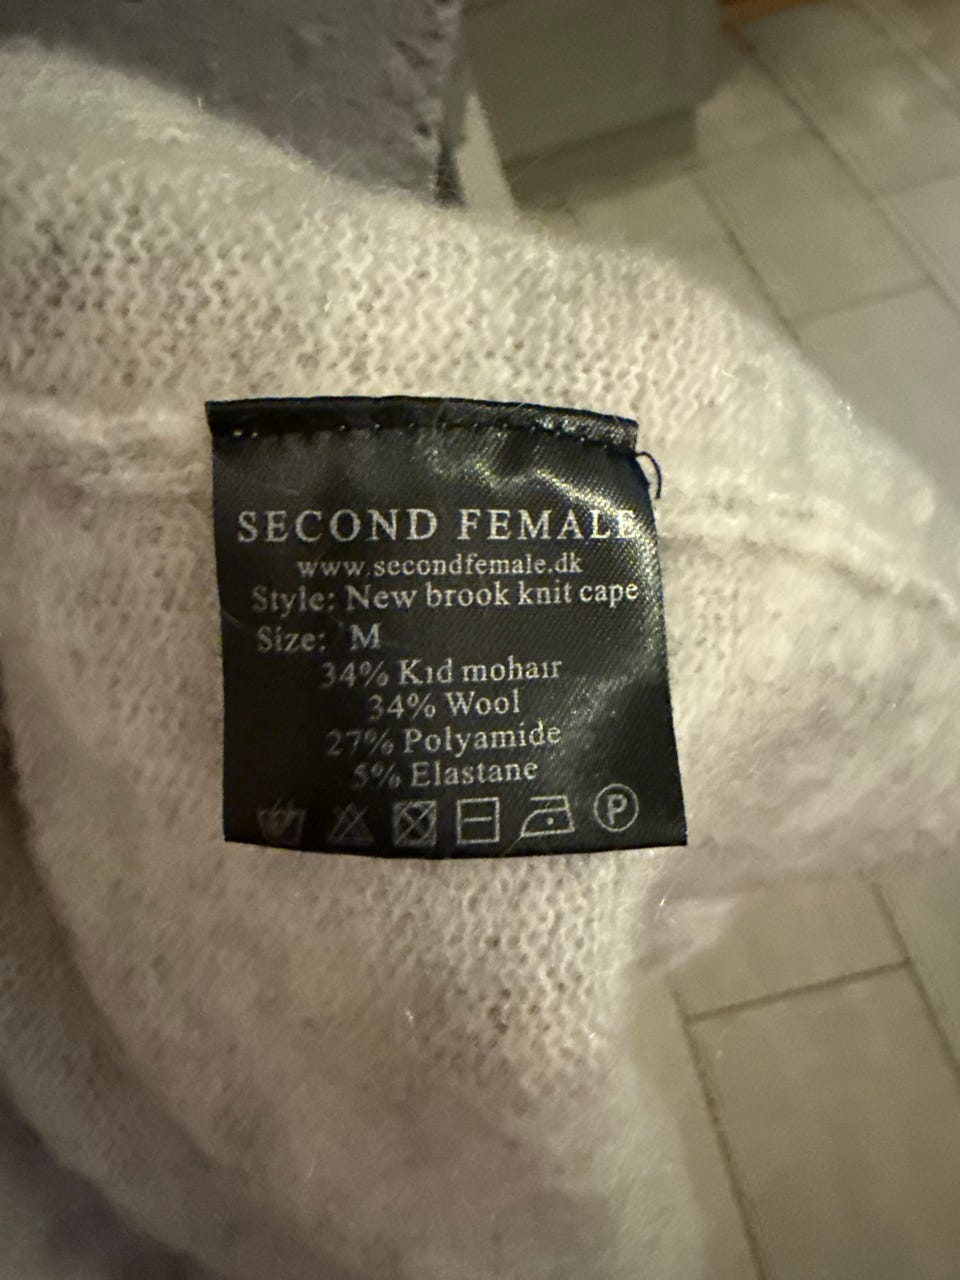 SECOND FEMALE
www.secondfemale.dk
Style: New brook knit cape
Size: M
34% Kid mohair
34% Wool
27% Polyamide
5% Elastane
P